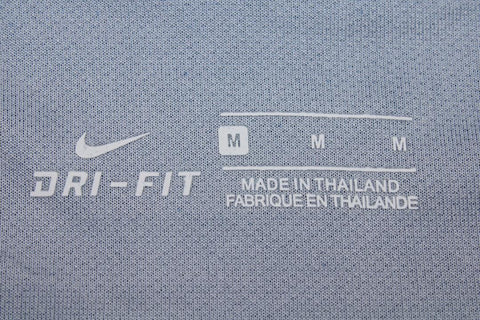 DRI-FIT
M M M
MADE IN THAILAND
FABRIQUE EN THAILANDE